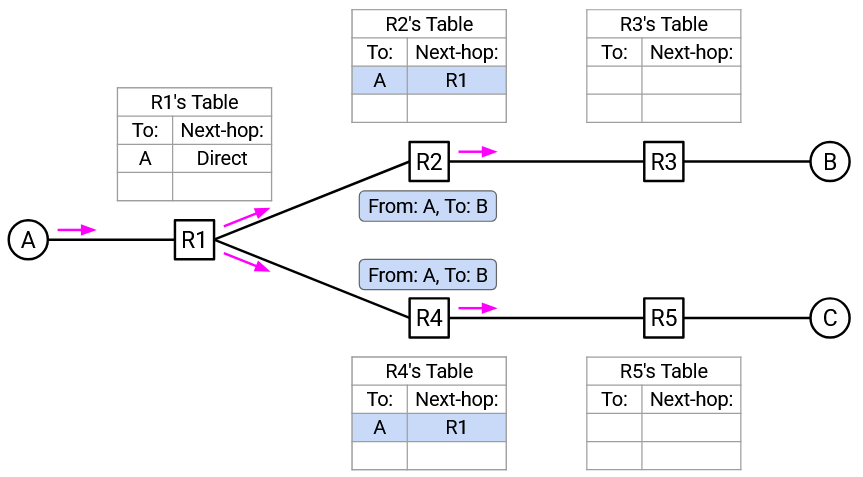 R2's Table
To: Next-hop:
A R1
R3's Table
To: Next-hop:
R1's Table
To: Next-hop:
A Direct
R2
R3
B
From: A, To: B
A
R1
From: A, To: B
R4
R5
C
R4's Table
To: Next-hop:
A R1
R5's Table
To: Next-hop: